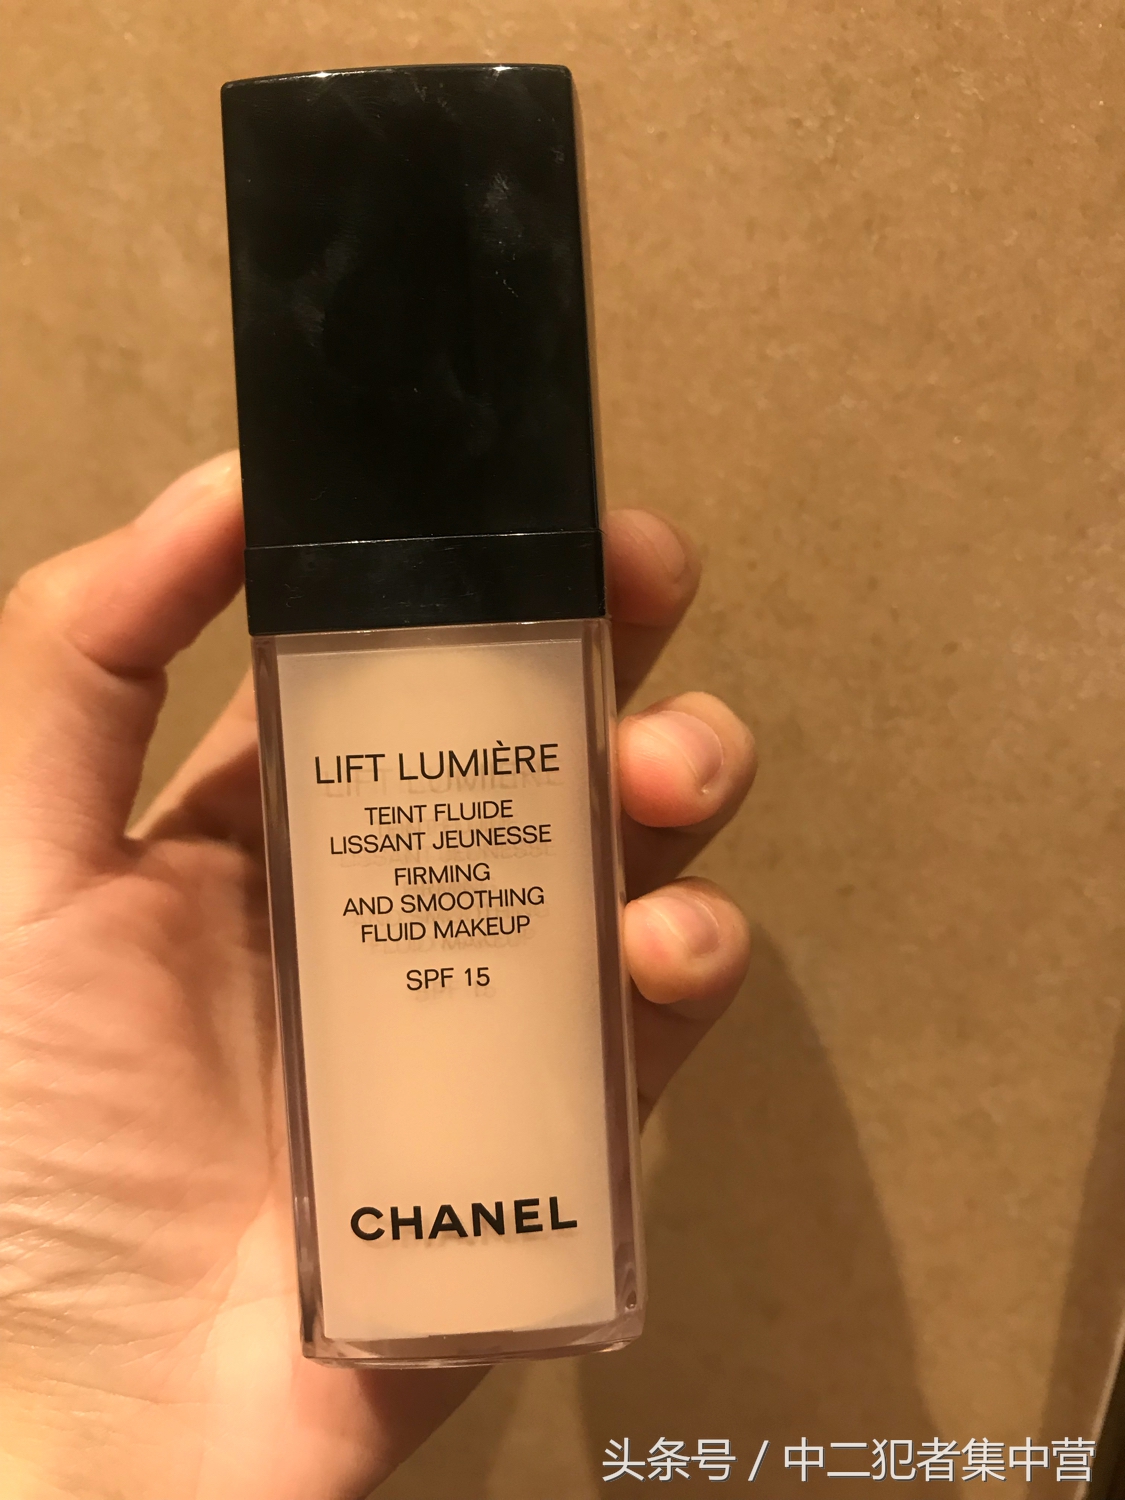 LIFT LUMIÈRE
TEINT FLUIDE
LISSANT JEUNESSE
FIRMING
AND SMOOTHING
FLUID MAKEUP
SPF 15
CHANEL
头条号 / 中二犯者集中营